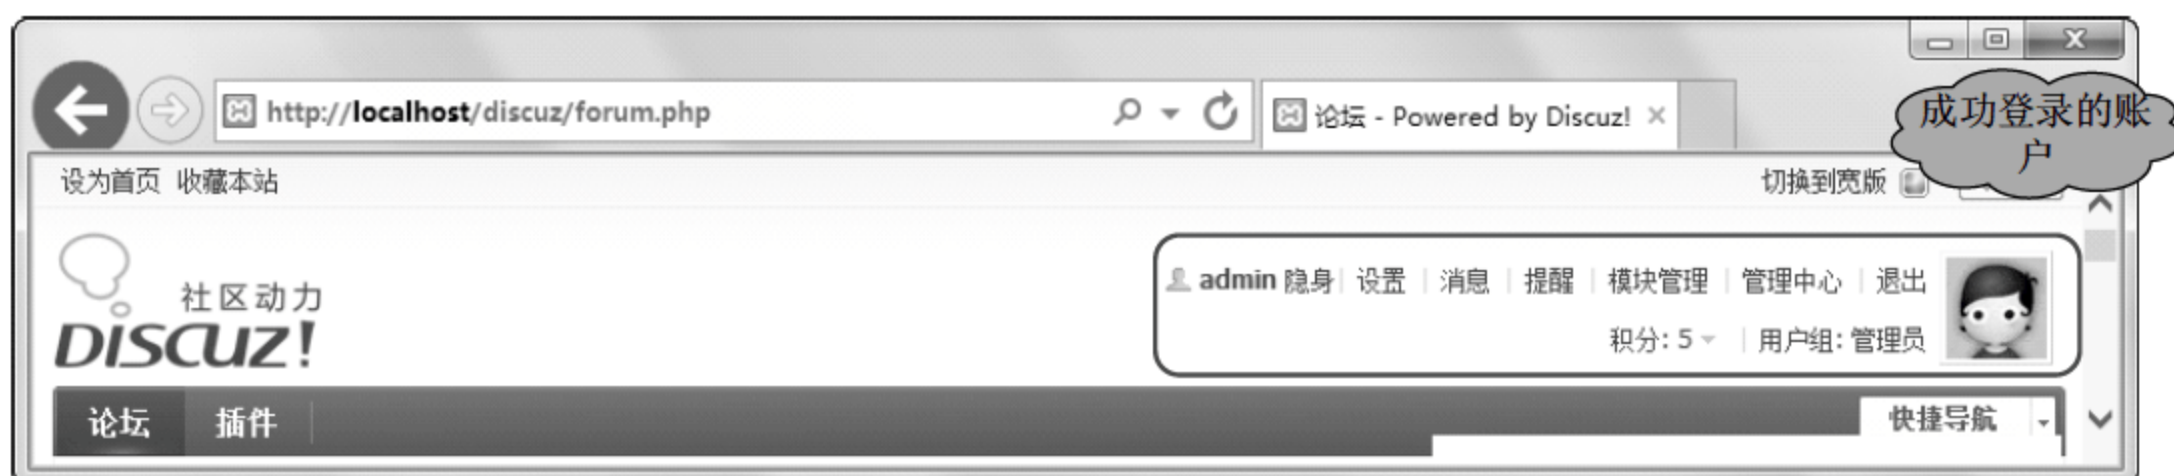 http://localhost/discuz/forum.php
论坛 - Powered by Discuz!
成功登录的账
户
设为首页 收藏本站
切换到宽版
社区动力
DISCUZ!
admin 隐身 | 设置 | 消息 | 提醒 | 模块管理 | 管理中心 | 退出
积分: 5 | 用户组: 管理员
论坛 插件
快捷导航